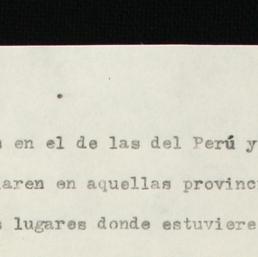 s en el de las del Perú y
aren en aquellas provinc
s lugares donde estuviere